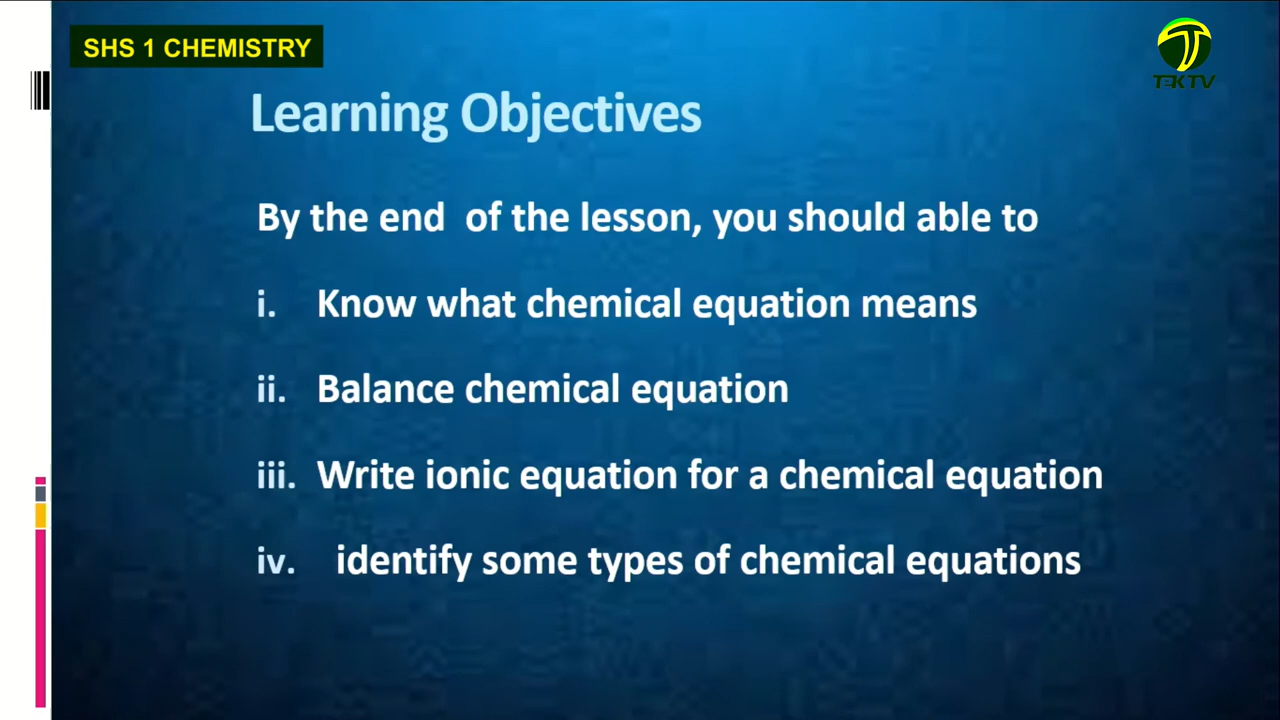 SHS 1 CHEMISTRY
TEKTV
Learning Objectives
By the end of the lesson, you should able to
i. Know what chemical equation means
ii. Balance chemical equation
iii. Write ionic equation for a chemical equation
iv. identify some types of chemical equations